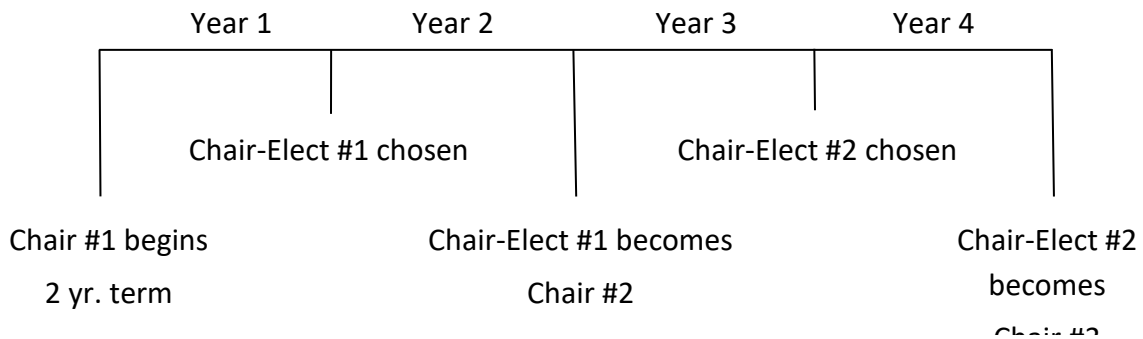 Year 1 Year 2 Year 3 Year 4
Chair-Elect #1 chosen Chair-Elect #2 chosen
Chair #1 begins Chair-Elect #1 becomes Chair-Elect #2
2 yr. term Chair #2 becomes